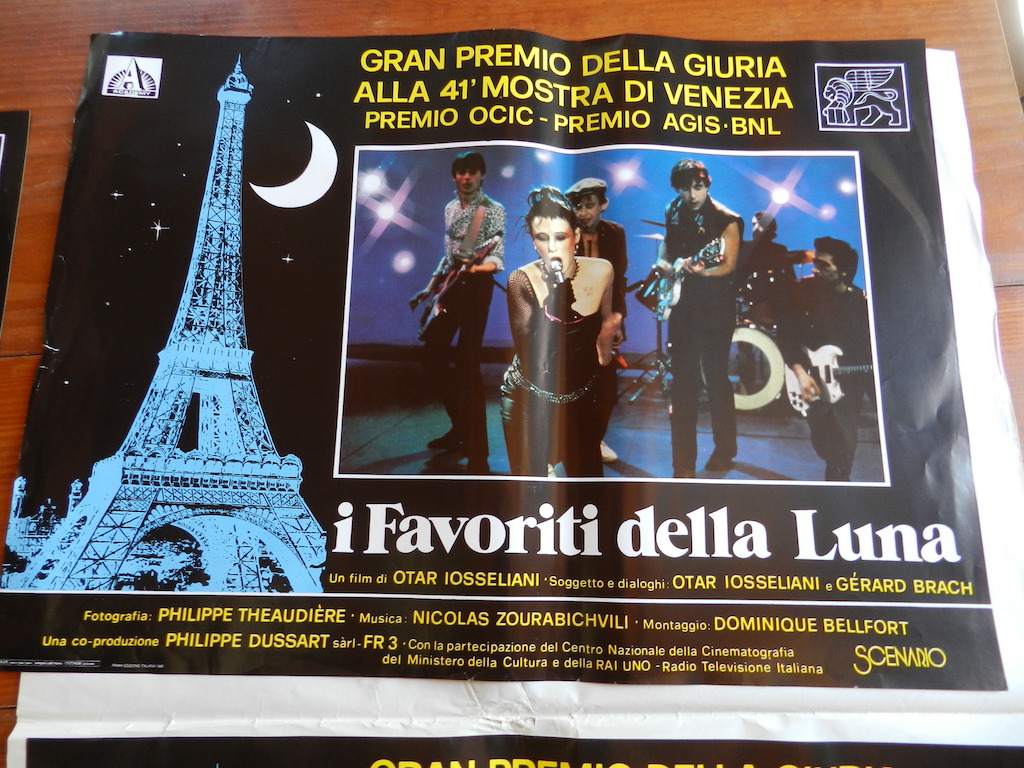 ACADEMY
GRAN PREMIO DELLA GIURIA
ALLA 41' MOSTRA DI VENEZIA
PREMIO OCIC - PREMIO AGIS·BNL
i Favoriti della Luna
Un film di OTAR IOSSELIANI · Soggetto e dialoghi: OTAR IOSSELIANI e GÉRARD BRACH
Fotografia: PHILIPPE THEAUDIÈRE · Musica: NICOLAS ZOURABICHVILI · Montaggio: DOMINIQUE BELLFORT
Una co-produzione PHILIPPE DUSSART sàrl - FR 3 · Con la partecipazione del Centro Nazionale della Cinematografia
del Ministero della Cultura e della RAI UNO - Radio Televisione Italiana
SCENARIO
GRAN PREMIO DELLA GIURIA